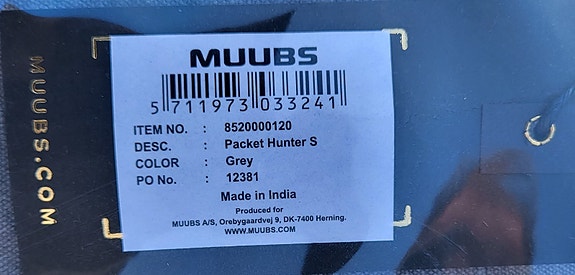 MUUBS.COM
MUUBS
5 711973 033241
ITEM NO. : 8520000120
DESC. : Packet Hunter S
COLOR : Grey
PO No. : 12381
Made in India
Produced for
MUUBS A/S, Orebygaardvej 9, DK-7400 Herning.
WWW.MUUBS.COM